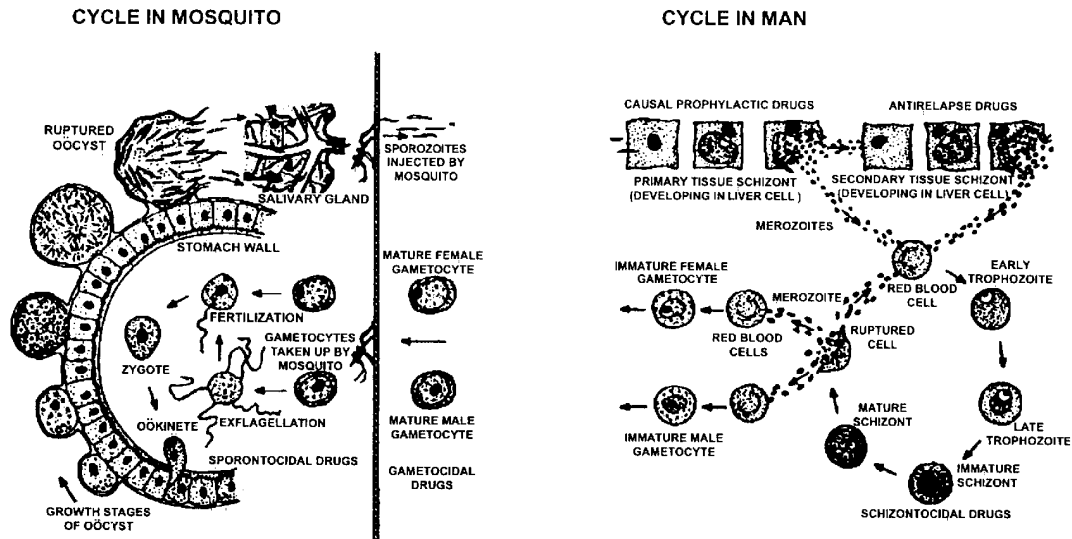 CYCLE IN MOSQUITO
CYCLE IN MAN
RUPTURED
OÖCYST
SPOROZOITES
INJECTED BY
MOSQUITO
SALIVARY GLAND
STOMACH WALL
MATURE FEMALE
GAMETOCYTE
FERTILIZATION
GAMETOCYTES
TAKEN UP BY
MOSQUITO
ZYGOTE
EXFLAGELLATION
MATURE MALE
GAMETOCYTE
OÖKINETE
SPORONTOCIDAL DRUGS
GAMETOCIDAL
DRUGS
GROWTH STAGES
OF OÖCYST
CAUSAL PROPHYLACTIC DRUGS
ANTIRELAPSE DRUGS
PRIMARY TISSUE SCHIZONT
(DEVELOPING IN LIVER CELL)
SECONDARY TISSUE SCHIZONT
(DEVELOPING IN LIVER CELL)
MEROZOITES
IMMATURE FEMALE
GAMETOCYTE
MEROZOITE
RED BLOOD
CELL
EARLY
TROPHOZOITE
RED BLOOD
CELLS
RUPTURED
CELL
IMMATURE MALE
GAMETOCYTE
MATURE
SCHIZONT
LATE
TROPHOZOITE
IMMATURE
SCHIZONT
SCHIZONTOCIDAL DRUGS